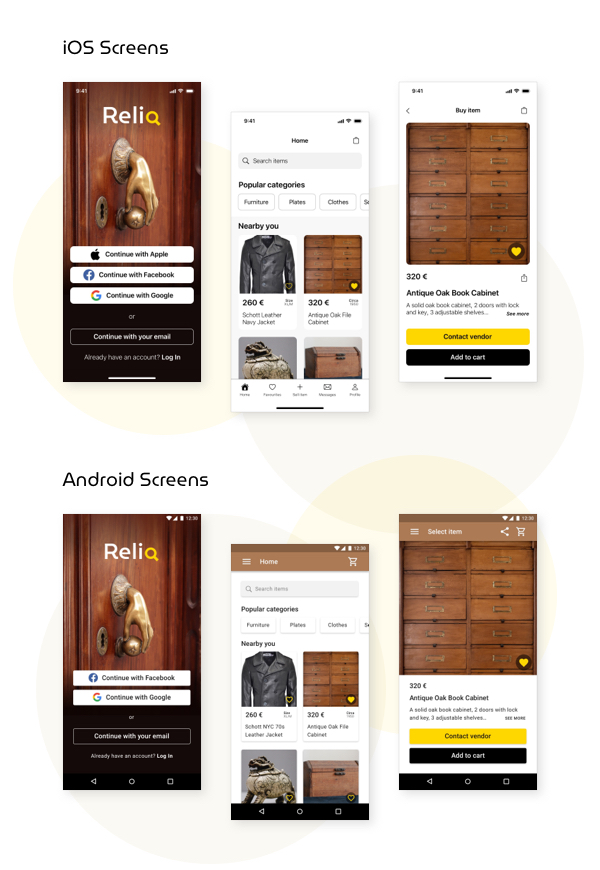 iOS Screens
9:41
Reliq
Continue with Apple
Continue with Facebook
Continue with Google
or
Continue with your email
Already have an account? Log In
9:41
Home
Search items
Popular categories
Furniture
Plates
Clothes
Nearby you
260 €
Size
Schott Leather
Navy Jacket
320 €
Circa
Antique Oak File
Cabinet
Home
Favourites
Sell item
Messages
Profile
9:41
Buy item
320 €
Antique Oak Book Cabinet
A solid oak book cabinet, 2 doors with lock
and key, 3 adjustable shelves...
See more
Contact vendor
Add to cart
Android Screens
12:30
Reliq
Continue with Facebook
Continue with Google
or
Continue with your email
Already have an account? Log In
12:30
Home
Search items
Popular categories
Furniture
Plates
Clothes
Nearby you
260 €
Size
Schott NYC 70s
Leather Jacket
320 €
Circa
Antique Oak File
Cabinet
12:30
Select item
320 €
Antique Oak Book Cabinet
A solid oak book cabinet, 2 doors with lock
and key, 3 adjustable shelves...
SEE MORE
Contact vendor
Add to cart